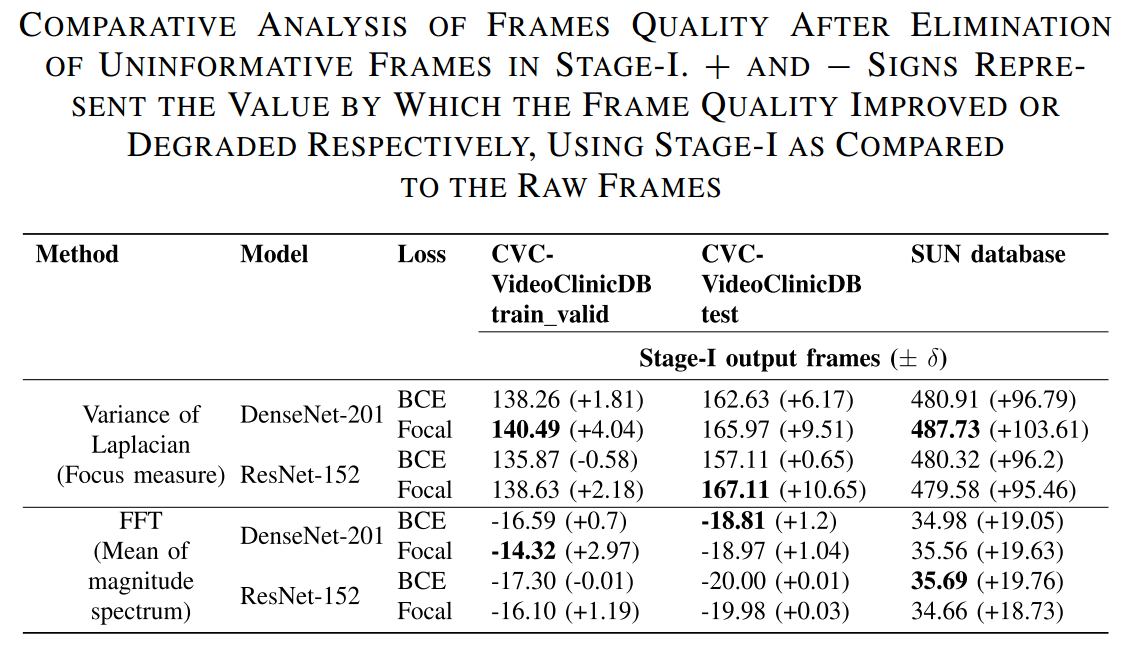 COMPARATIVE ANALYSIS OF FRAMES QUALITY AFTER ELIMINATION
OF UNINFORMATIVE FRAMES IN STAGE-I. + AND − SIGNS REPRE-
SENT THE VALUE BY WHICH THE FRAME QUALITY IMPROVED OR
DEGRADED RESPECTIVELY, USING STAGE-I AS COMPARED
TO THE RAW FRAMES
Method Model Loss CVC-VideoClinicDB train_valid CVC-VideoClinicDB test SUN database
Stage-I output frames (± δ)
Variance of Laplacian (Focus measure)
DenseNet-201
BCE 138.26 (+1.81) 162.63 (+6.17) 480.91 (+96.79)
Focal 140.49 (+4.04) 165.97 (+9.51) 487.73 (+103.61)
ResNet-152
BCE 135.87 (-0.58) 157.11 (+0.65) 480.32 (+96.2)
Focal 138.63 (+2.18) 167.11 (+10.65) 479.58 (+95.46)
FFT (Mean of magnitude spectrum)
DenseNet-201
BCE -16.59 (+0.7) -18.81 (+1.2) 34.98 (+19.05)
Focal -14.32 (+2.97) -18.97 (+1.04) 35.56 (+19.63)
ResNet-152
BCE -17.30 (-0.01) -20.00 (+0.01) 35.69 (+19.76)
Focal -16.10 (+1.19) -19.98 (+0.03) 34.66 (+18.73)